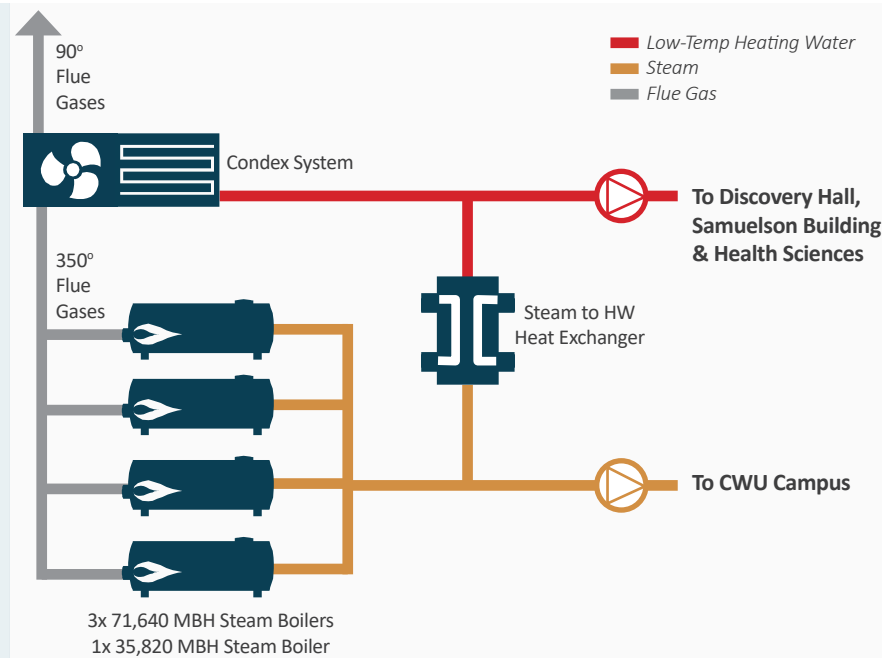 90°
Flue
Gases
Low-Temp Heating Water
Steam
Flue Gas
Condex System
To Discovery Hall,
Samuelson Building
& Health Sciences
350°
Flue
Gases
Steam to HW
Heat Exchanger
To CWU Campus
3x 71,640 MBH Steam Boilers
1x 35,820 MBH Steam Boiler